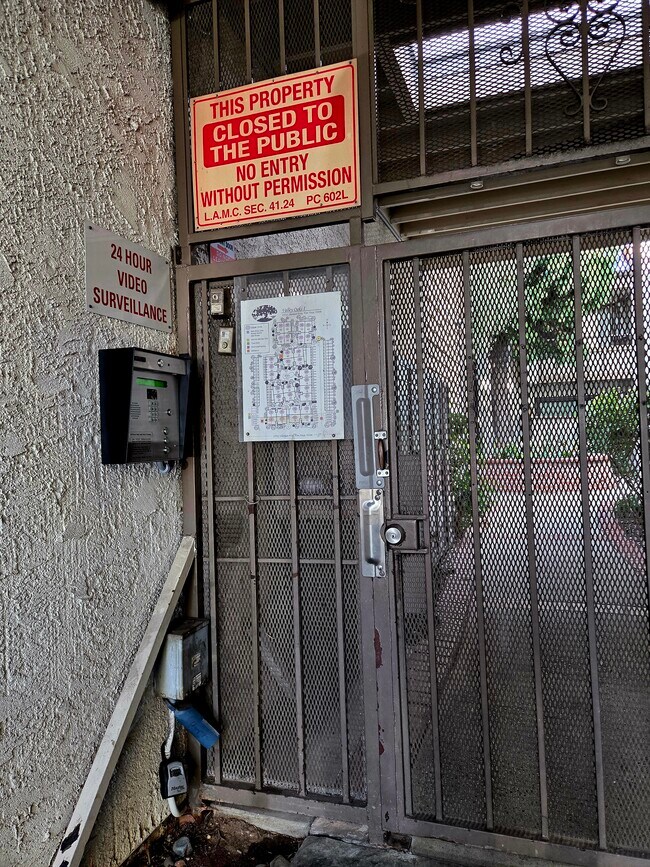 THIS PROPERTY
CLOSED TO
THE PUBLIC
NO ENTRY
WITHOUT PERMISSION
L.A.M.C. SEC. 41.24 PC 602L
24 HOUR
VIDEO
SURVEILLANCE